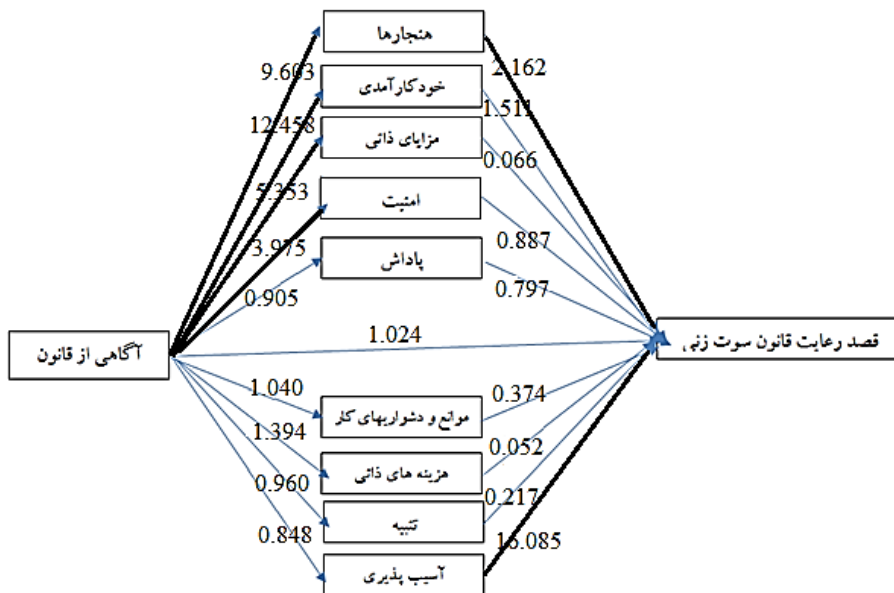 هنجارها
9.603
2.162
خودکارآمدی
1.511
12.458
مزایای ذاتی
0.066
5.353
امنیت
3.975
0.887
پاداش
0.905
0.797
1.024
آگاهی از قانون
قصد رعایت قانون سوت زنی
1.040
0.374
موانع و دشواریهای کار
1.394
0.052
هزینه های ذاتی
0.960
0.217
تنبیه
0.848
16.085
آسیب پذیری